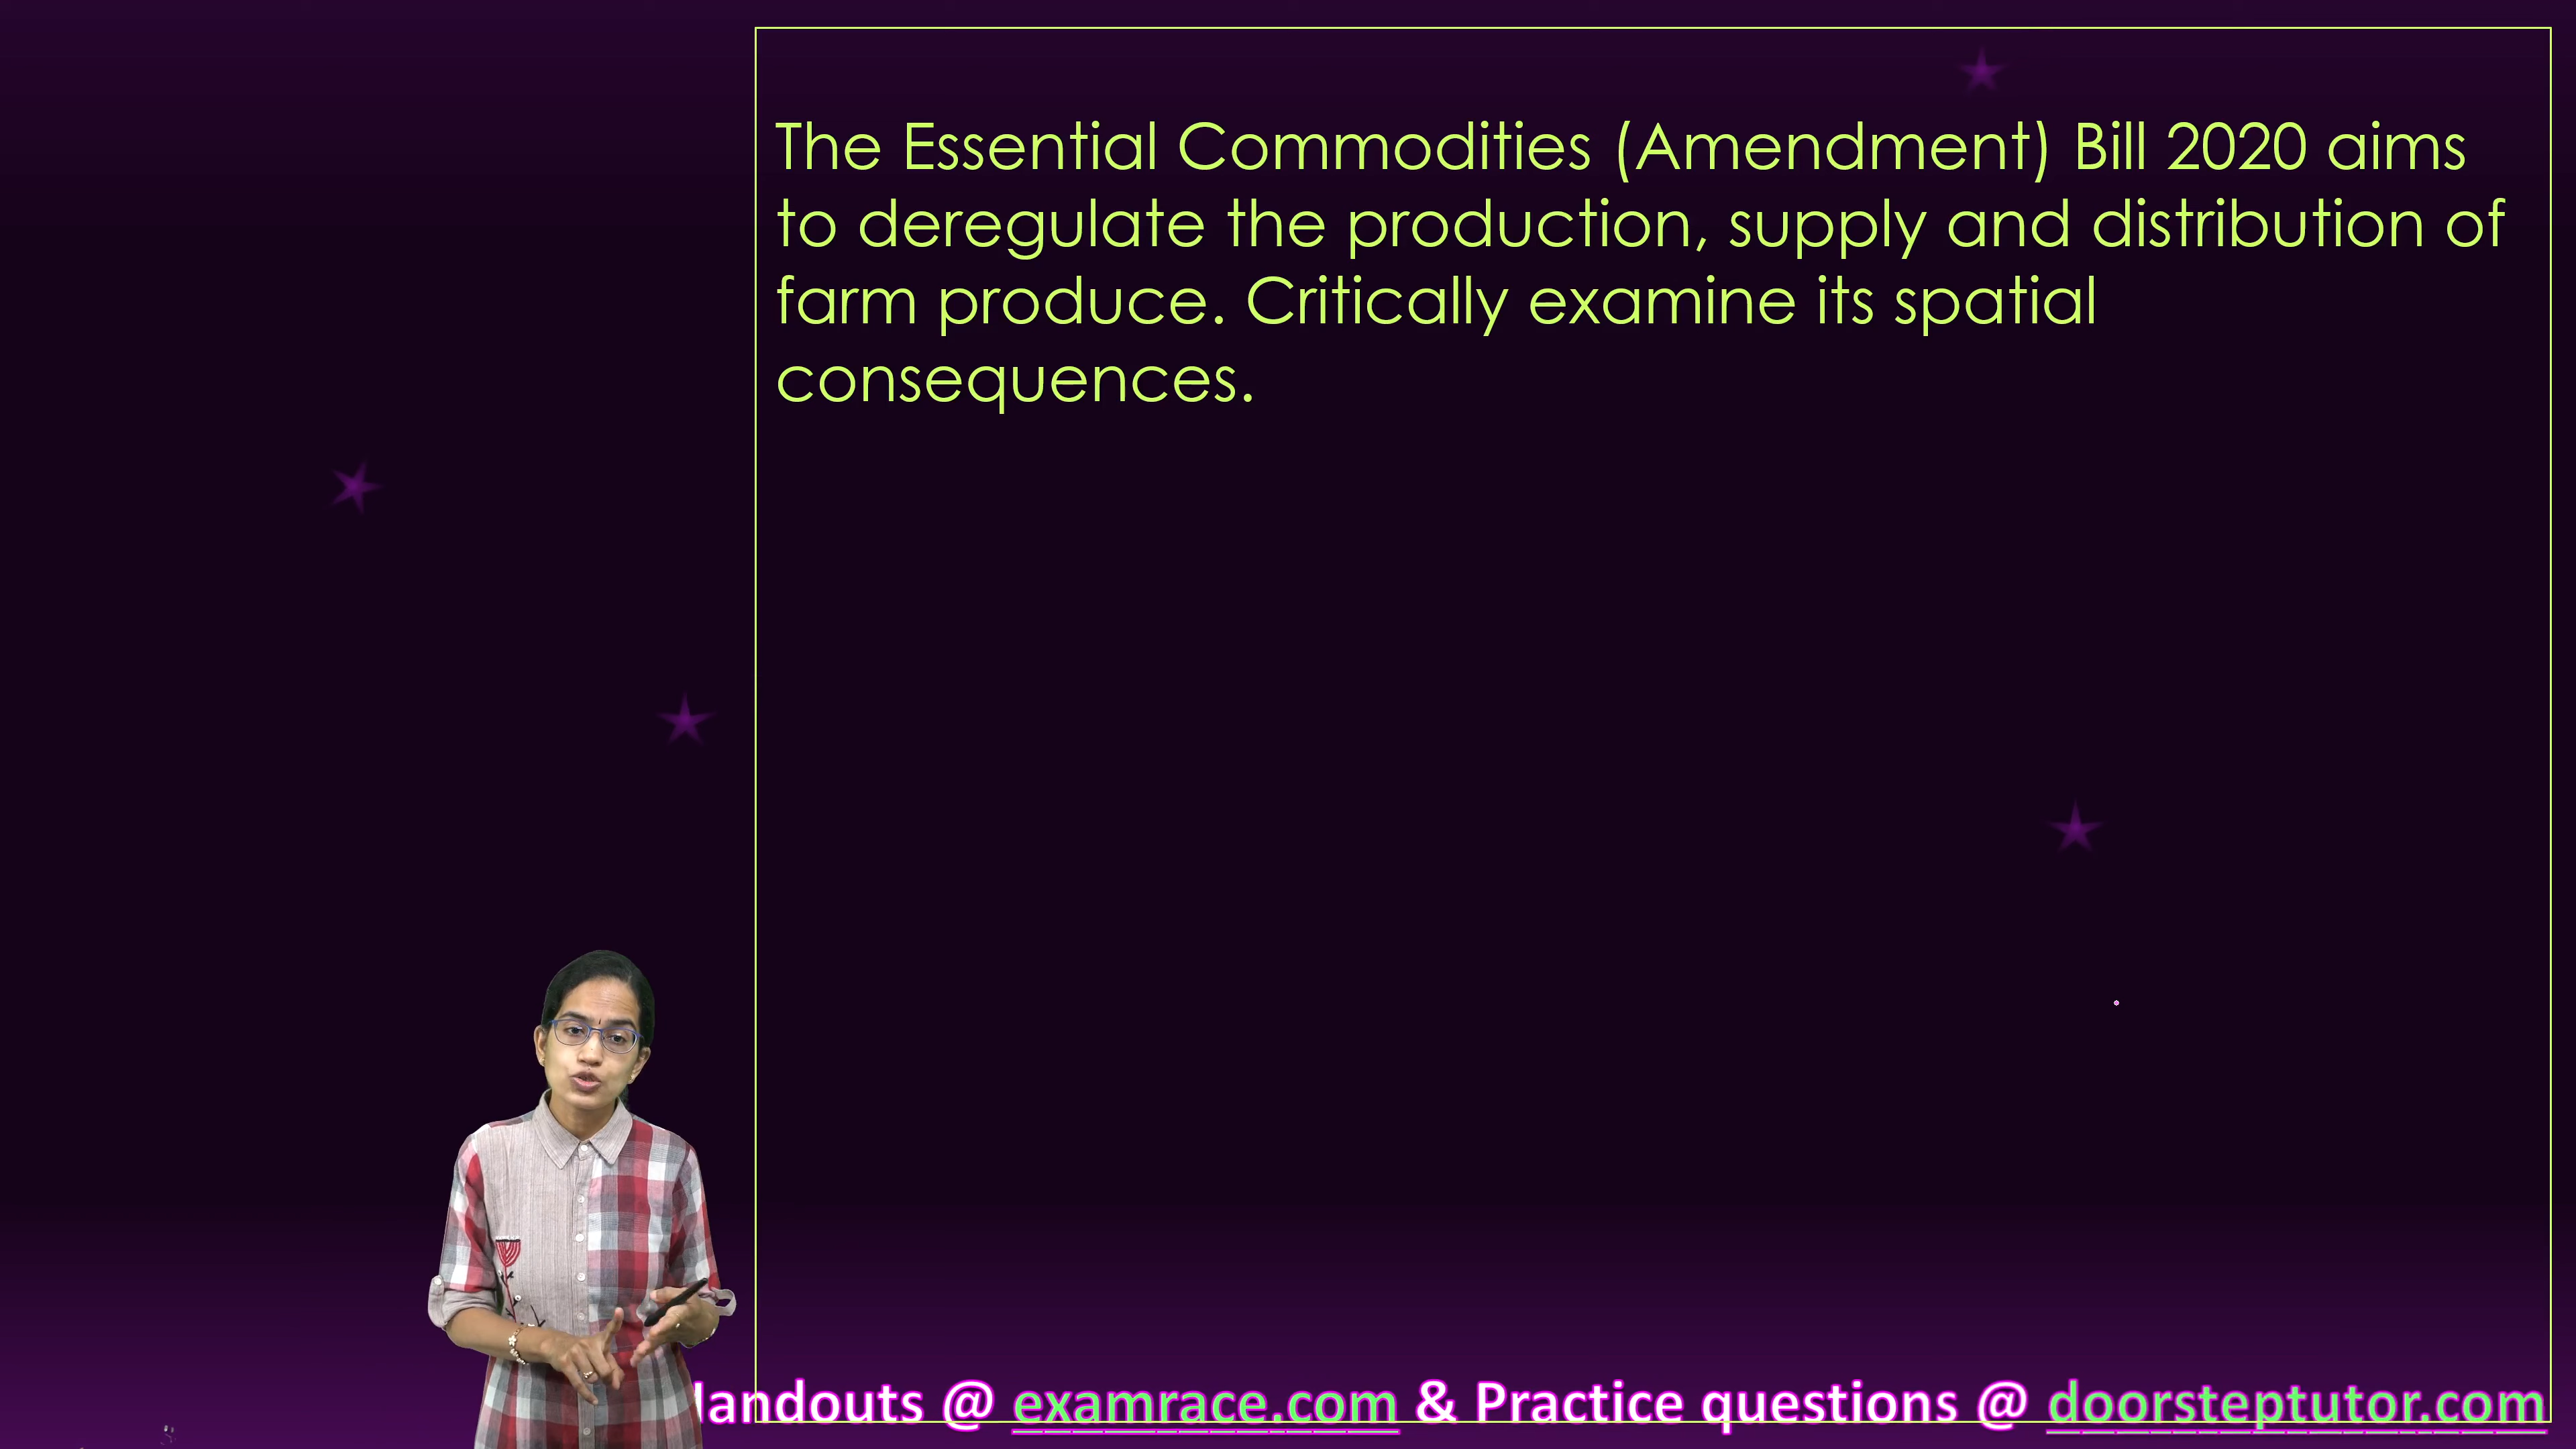 The Essential Commodities (Amendment) Bill 2020 aims
to deregulate the production, supply and distribution of
farm produce. Critically examine its spatial
consequences.
andouts @ examrace.com & Practice questions @ doorsteptutor.com